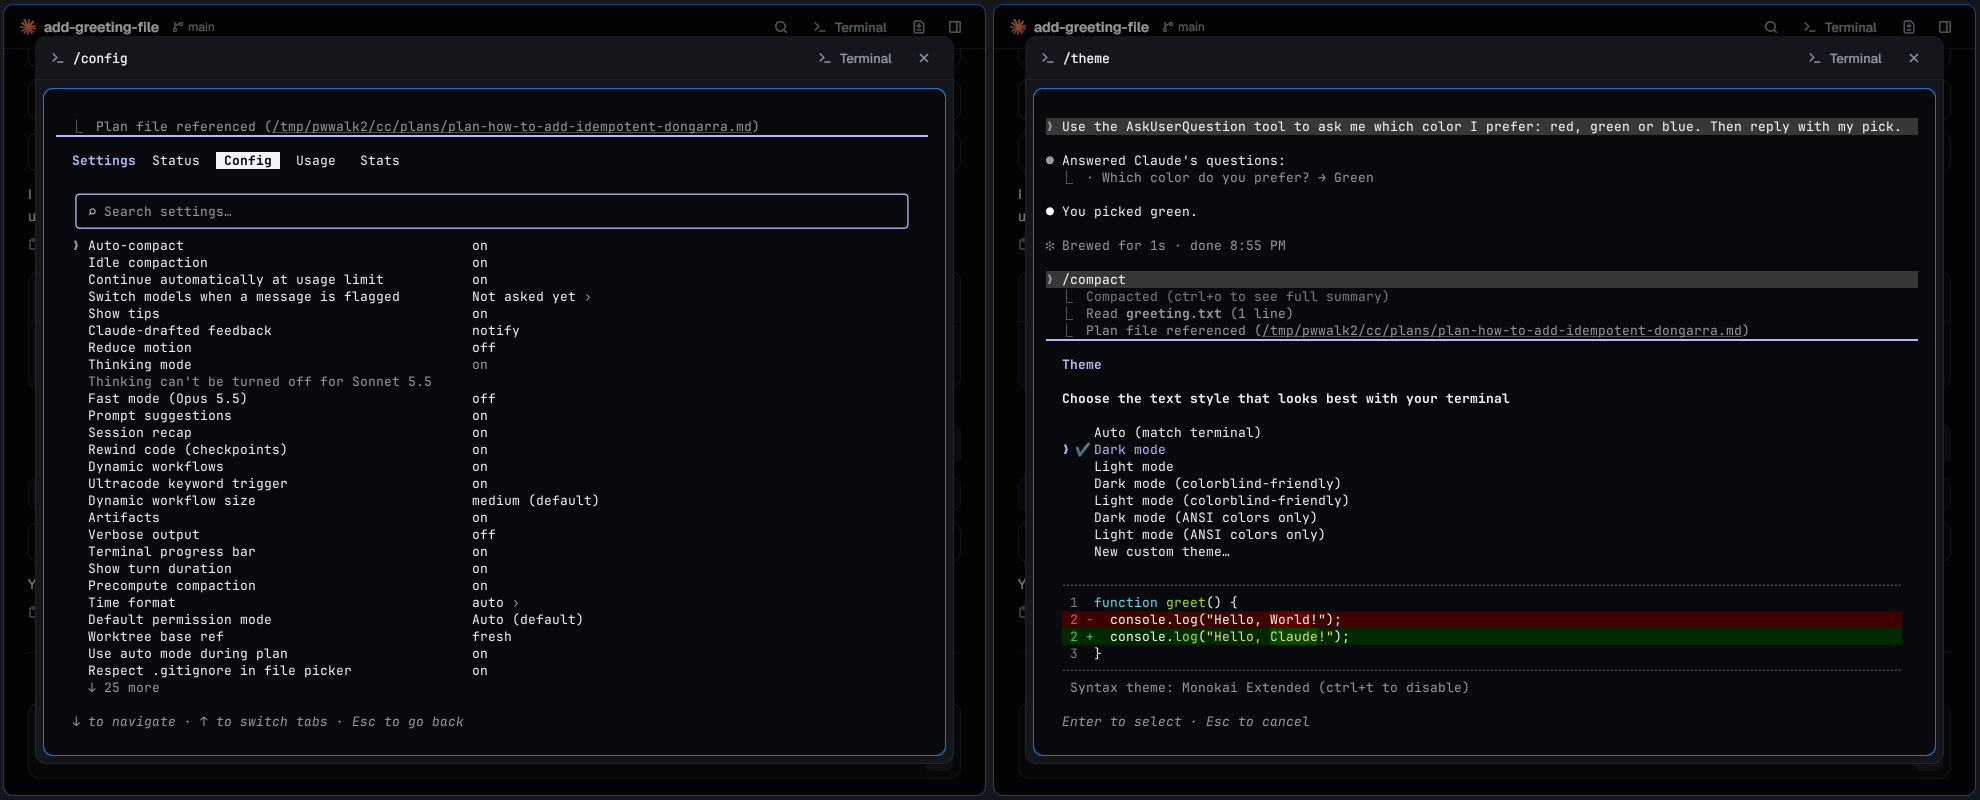 add-greeting-file main Terminal
>_ /config >_ Terminal ×
⎿ Plan file referenced (/tmp/pwwalk2/cc/plans/plan-how-to-add-idempotent-dongarra.md)
Settings Status Config Usage Stats
⌕ Search settings…
❯ Auto-compact on
Idle compaction on
Continue automatically at usage limit on
Switch models when a message is flagged Not asked yet ›
Show tips on
Claude-drafted feedback notify
Reduce motion off
Thinking mode on
Thinking can't be turned off for Sonnet 5.5
Fast mode (Opus 5.5) off
Prompt suggestions on
Session recap on
Rewind code (checkpoints) on
Dynamic workflows on
Ultracode keyword trigger on
Dynamic workflow size medium (default)
Artifacts on
Verbose output off
Terminal progress bar on
Show turn duration on
Precompute compaction on
Time format auto ›
Default permission mode Auto (default)
Worktree base ref fresh
Use auto mode during plan on
Respect .gitignore in file picker on
↓ 25 more
↓ to navigate · ↑ to switch tabs · Esc to go back
add-greeting-file main Terminal
>_ /theme >_ Terminal ×
❯ Use the AskUserQuestion tool to ask me which color I prefer: red, green or blue. Then reply with my pick.
● Answered Claude's questions:
⎿ · Which color do you prefer? → Green
● You picked green.
✻ Brewed for 1s · done 8:55 PM
❯ /compact
⎿ Compacted (ctrl+o to see full summary)
⎿ Read greeting.txt (1 line)
⎿ Plan file referenced (/tmp/pwwalk2/cc/plans/plan-how-to-add-idempotent-dongarra.md)
Theme
Choose the text style that looks best with your terminal
Auto (match terminal)
❯ ✔ Dark mode
Light mode
Dark mode (colorblind-friendly)
Light mode (colorblind-friendly)
Dark mode (ANSI colors only)
Light mode (ANSI colors only)
New custom theme…
1 function greet() {
2 - console.log("Hello, World!");
2 + console.log("Hello, Claude!");
3 }
Syntax theme: Monokai Extended (ctrl+t to disable)
Enter to select · Esc to cancel